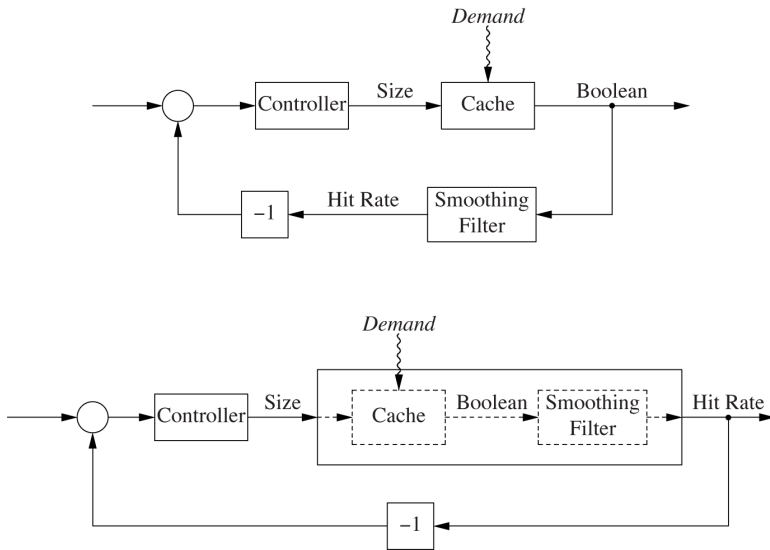 Demand
Controller
Size
Cache
Boolean
-1
Hit Rate
Smoothing
Filter
Demand
Controller
Size
Cache
Boolean
Smoothing
Filter
Hit Rate
-1